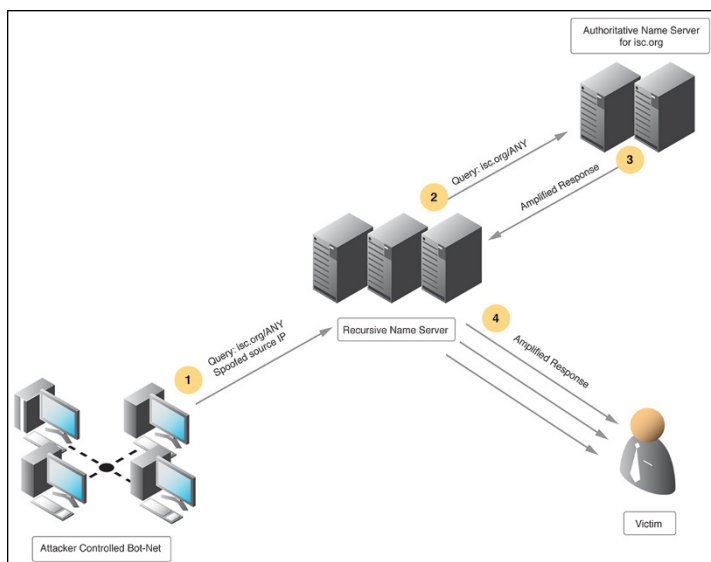 Authoritative Name Server
for isc.org
3
2
Query: isc.org/ANY
Amplified Response
Recursive Name Server
4
Amplified Response
1
Query: isc.org/ANY
Spoofed source IP
Victim
Attacker Controlled Bot-Net